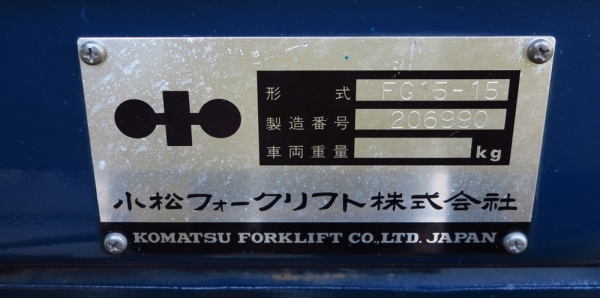 形 式 FG15-15
製造番号 206990
車両重量 kg
小松フォークリフト株式会社
KOMATSU FORKLIFT CO.,LTD. JAPAN